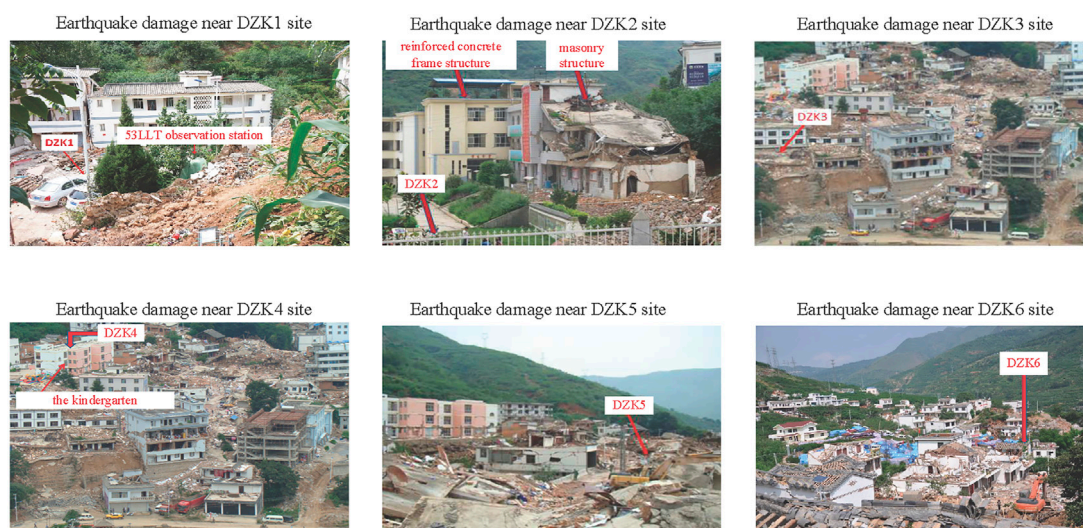 Earthquake damage near DZK1 site
Earthquake damage near DZK2 site
Earthquake damage near DZK3 site
DZK1
53LLT observation station
reinforced concrete
frame structure
masonry
structure
DZK2
DZK3
Earthquake damage near DZK4 site
Earthquake damage near DZK5 site
Earthquake damage near DZK6 site
DZK4
the kindergarten
DZK5
DZK6